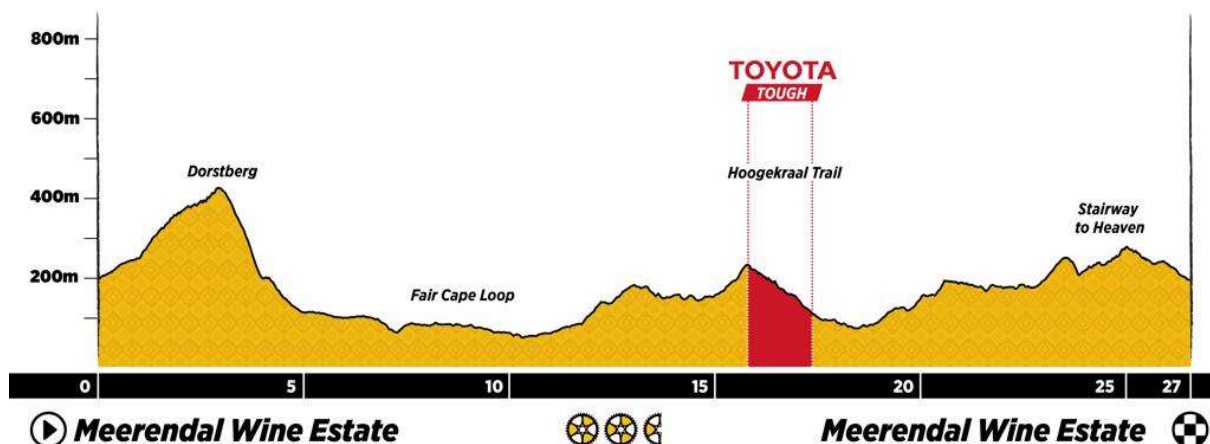 800m
600m
400m
200m
TOYOTA
TOUGH
Dorstberg
Hoogekraal Trail
Stairway
to Heaven
Fair Cape Loop
0 5 10 15 20 25 27
Meerendal Wine Estate Meerendal Wine Estate